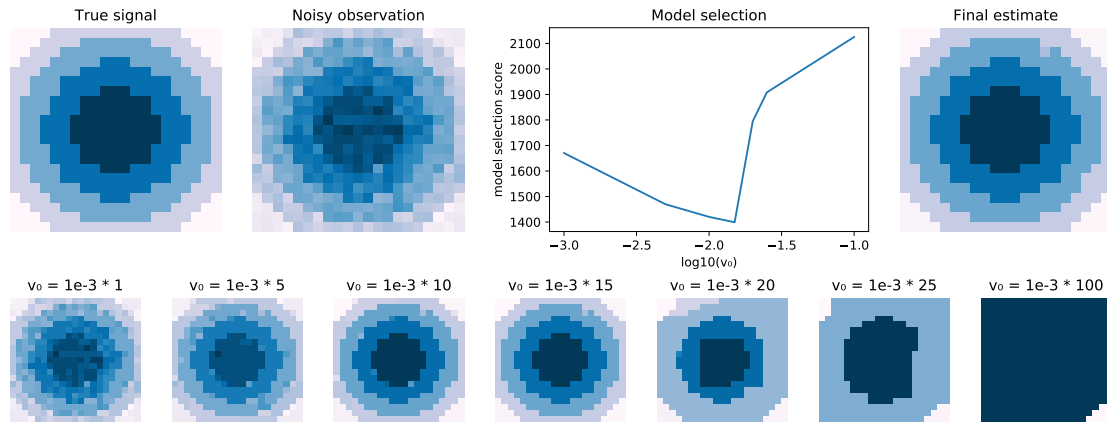 True signal
Noisy observation
Model selection
Final estimate
model selection score
2100
2000
1900
1800
1700
1600
1500
1400
−3.0
−2.5
−2.0
−1.5
−1.0
log10(v₀)
v₀ = 1e-3 * 1
v₀ = 1e-3 * 5
v₀ = 1e-3 * 10
v₀ = 1e-3 * 15
v₀ = 1e-3 * 20
v₀ = 1e-3 * 25
v₀ = 1e-3 * 100